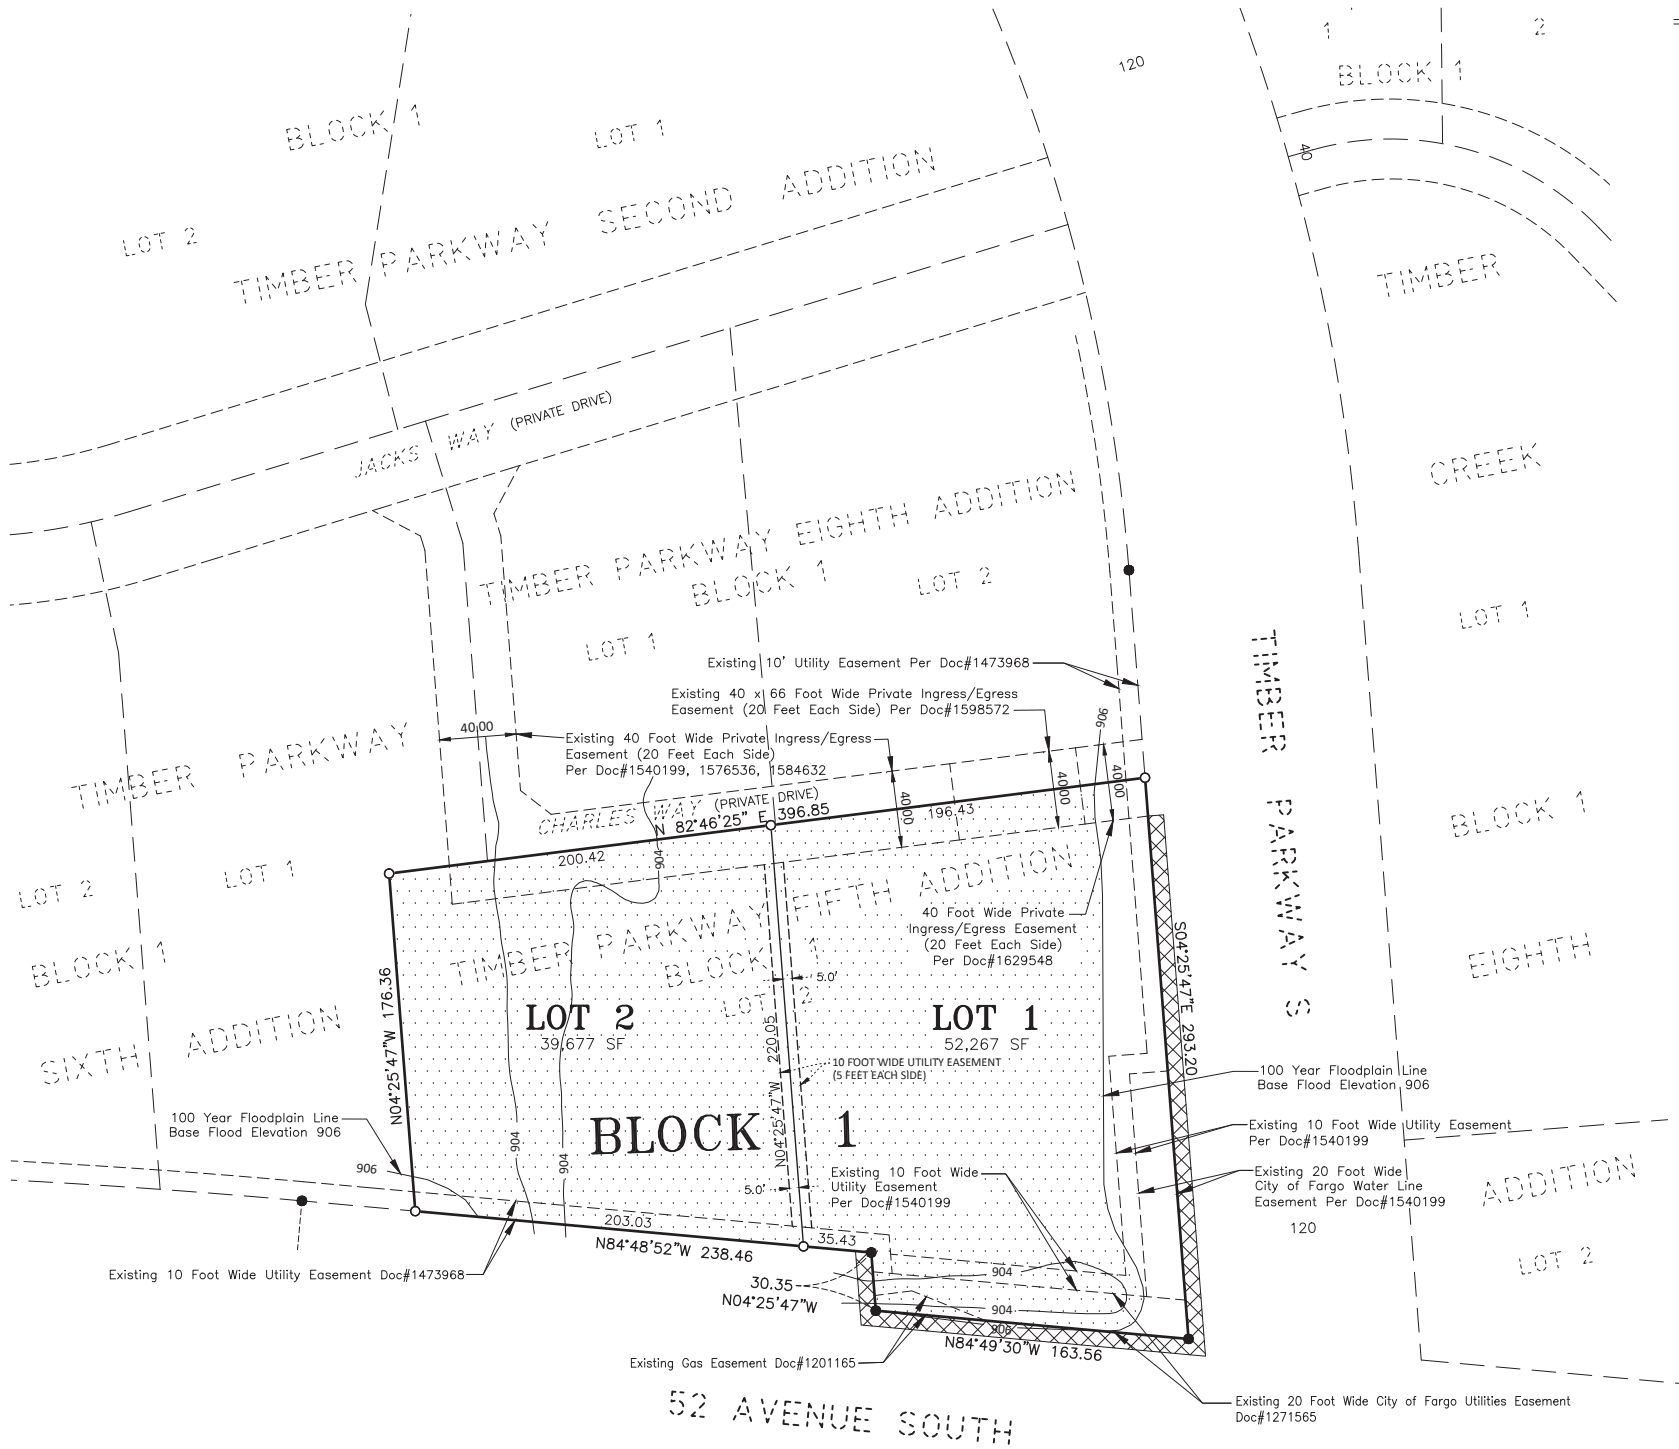 120
1
2
BLOCK 1
BLOCK 1
LOT 1
40
TIMBER PARKWAY SECOND ADDITION
LOT 2
TIMBER
JACKS WAY (PRIVATE DRIVE)
CREEK
TIMBER PARKWAY EIGHTH ADDITION
BLOCK 1
LOT 2
LOT 1
LOT 1
Existing 10' Utility Easement Per Doc#1473968
Existing 40 x 66 Foot Wide Private Ingress/Egress
Easement (20 Feet Each Side) Per Doc#1598572
906
40.00
Existing 40 Foot Wide Private Ingress/Egress
Easement (20 Feet Each Side)
Per Doc#1540199, 1576536, 1584632
TIMBER PARKWAY
40.00
40.00
40.00
CHARLES WAY (PRIVATE DRIVE)
N 82°46'25" E 396.85
196.43
200.42
904
TIMBER PARKWAY S
BLOCK 1
LOT 2
LOT 1
40 Foot Wide Private
Ingress/Egress Easement
(20 Feet Each Side)
Per Doc#1629548
TIMBER PARKWAY FIFTH ADDITION
BLOCK 1
LOT 2
BLOCK 1
EIGHTH
5.0'
S04°25'47"E 293.20
N04°25'47"W 176.36
LOT 2
39,677 SF
LOT 1
52,267 SF
SIXTH ADDITION
220.05
N04°25'47"W
10 FOOT WIDE UTILITY EASEMENT
(5 FEET EACH SIDE)
100 Year Floodplain Line
Base Flood Elevation 906
100 Year Floodplain Line
Base Flood Elevation 906
BLOCK 1
904
904
906
Existing 10 Foot Wide Utility Easement
Per Doc#1540199
Existing 10 Foot Wide
Utility Easement
Per Doc#1540199
5.0'
Existing 20 Foot Wide
City of Fargo Water Line
Easement Per Doc#1540199
ADDITION
120
LOT 2
203.03
35.43
N84°48'52"W 238.46
Existing 10 Foot Wide Utility Easement Doc#1473968
30.35
N04°25'47"W
904
904
906
N84°49'30"W 163.56
Existing Gas Easement Doc#1201165
Existing 20 Foot Wide City of Fargo Utilities Easement
Doc#1271565
52 AVENUE SOUTH